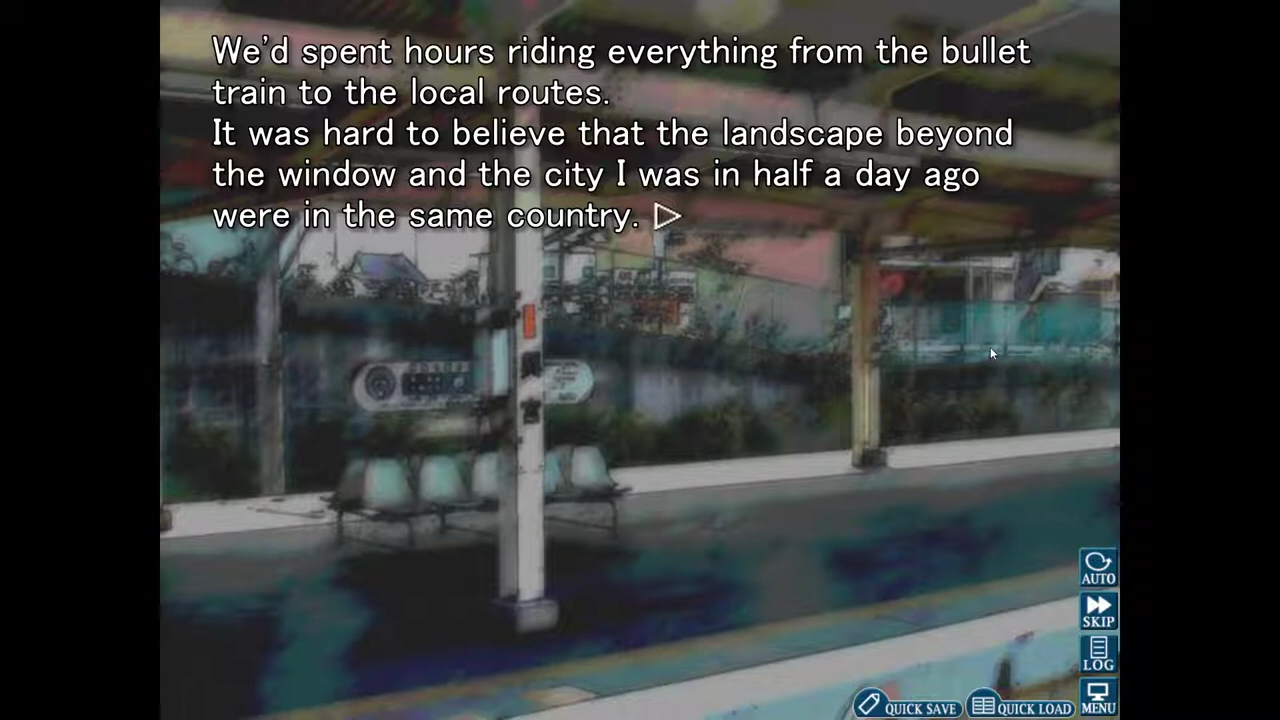 We'd spent hours riding everything from the bullet
train to the local routes.
It was hard to believe that the landscape beyond
the window and the city I was in half a day ago
were in the same country.
AUTO
SKIP
LOG
MENU
QUICK SAVE
QUICK LOAD